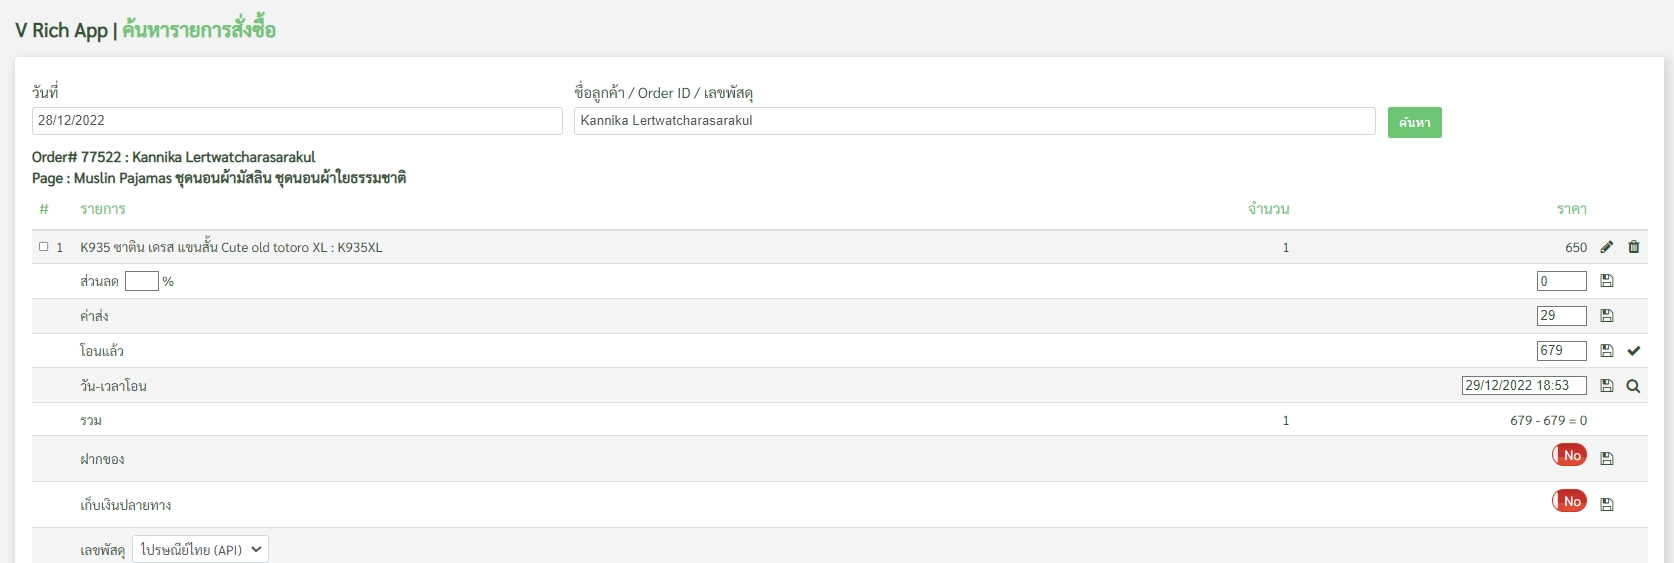 V Rich App | ค้นหารายการสั่งซื้อ
วันที่ ชื่อลูกค้า / Order ID / เลขพัสดุ
28/12/2022 Kannika Lertwatcharasarakul ค้นหา
Order# 77522 : Kannika Lertwatcharasarakul
Page : Muslin Pajamas ชุดนอนผ้ามัสลิน ชุดนอนผ้าใยธรรมชาติ
# รายการ จำนวน ราคา
1 K935 ซาติน เดรส แขนสั้น Cute old totoro XL : K935XL 1 650
ส่วนลด % 0
ค่าส่ง 29
โอนแล้ว 679
วัน-เวลาโอน 29/12/2022 18:53
รวม 1 679 - 679 = 0
ฝากของ No
เก็บเงินปลายทาง No
เลขพัสดุ ไปรษณีย์ไทย (API)